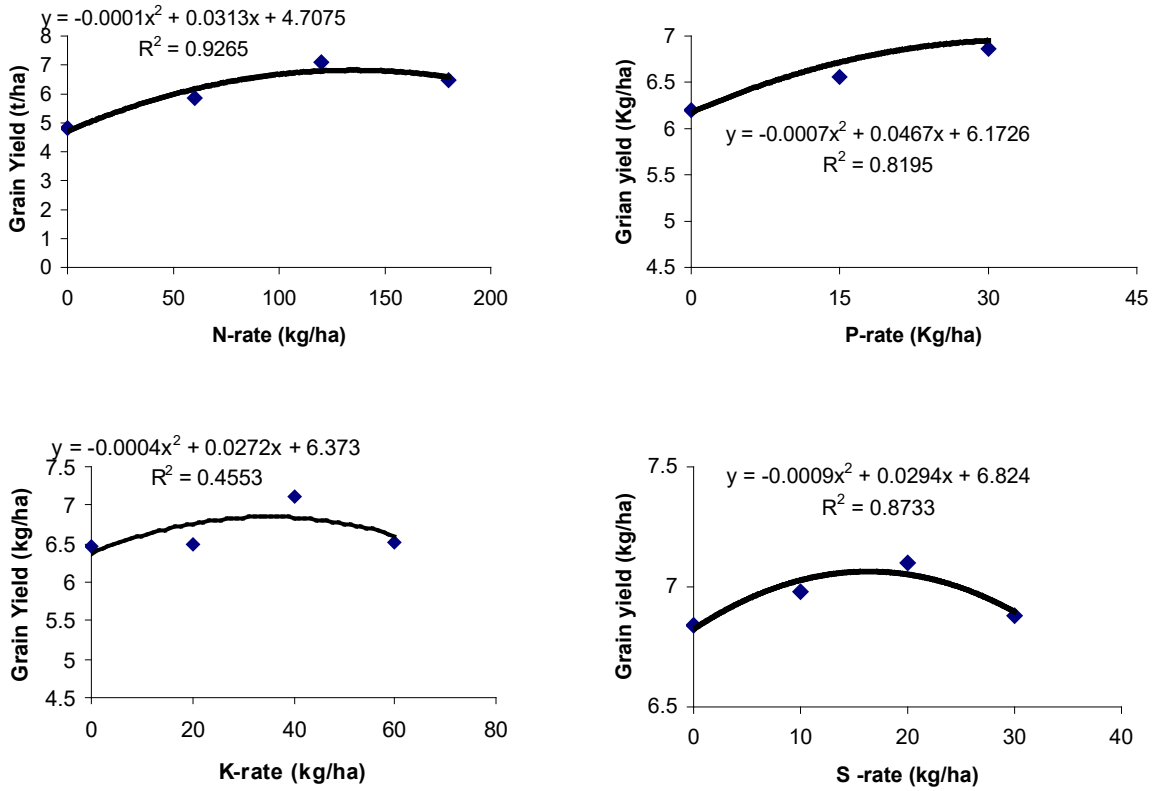 y = -0.0001x² + 0.0313x + 4.7075
R² = 0.9265
8
7
6
5
4
3
2
1
0
0 50 100 150 200
Grain Yield (t/ha)
N-rate (kg/ha)
7
6.5
6
5.5
5
4.5
y = -0.0007x² + 0.0467x + 6.1726
R² = 0.8195
0 15 30 45
Grian yield (Kg/ha)
P-rate (Kg/ha)
y = -0.0004x² + 0.0272x + 6.373
R² = 0.4553
7.5
7
6.5
6
5.5
5
4.5
0 20 40 60 80
Grain Yield (kg/ha)
K-rate (kg/ha)
y = -0.0009x² + 0.0294x + 6.824
R² = 0.8733
7.5
7
6.5
0 10 20 30 40
Grain yield (kg/ha)
S -rate (kg/ha)